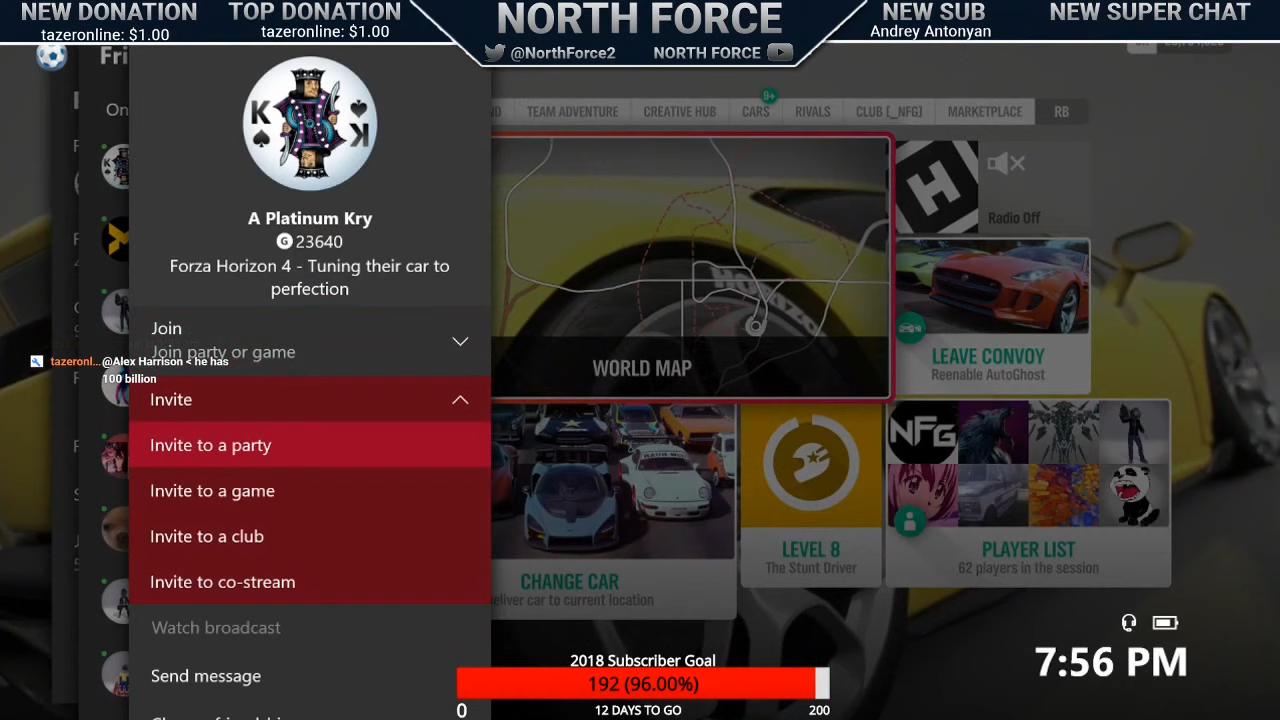 NEW DONATION
tazeronline: $1.00
TOP DONATION
tazeronline: $1.00
NORTH FORCE
@NorthForce2
NORTH FORCE
NEW SUB
Andrey Antonyan
NEW SUPER CHAT
Fri
On
K
K
A Platinum Kry
G 23640
Forza Horizon 4 - Tuning their car to
perfection
Join
Join party or game
tazeronl... @Alex Harrison < he has
100 billion
Invite
Invite to a party
Invite to a game
Invite to a club
Invite to co-stream
Watch broadcast
Send message
TEAM ADVENTURE
CREATIVE HUB
CARS
9+
RIVALS
CLUB [_NFG]
MARKETPLACE
RB
WORLD MAP
H
Radio Off
LEAVE CONVOY
Reenable AutoGhost
CHANGE CAR
eliver car to current location
LEVEL 8
The Stunt Driver
NFG
PLAYER LIST
62 players in the session
7:56 PM
2018 Subscriber Goal
192 (96.00%)
0
12 DAYS TO GO
200